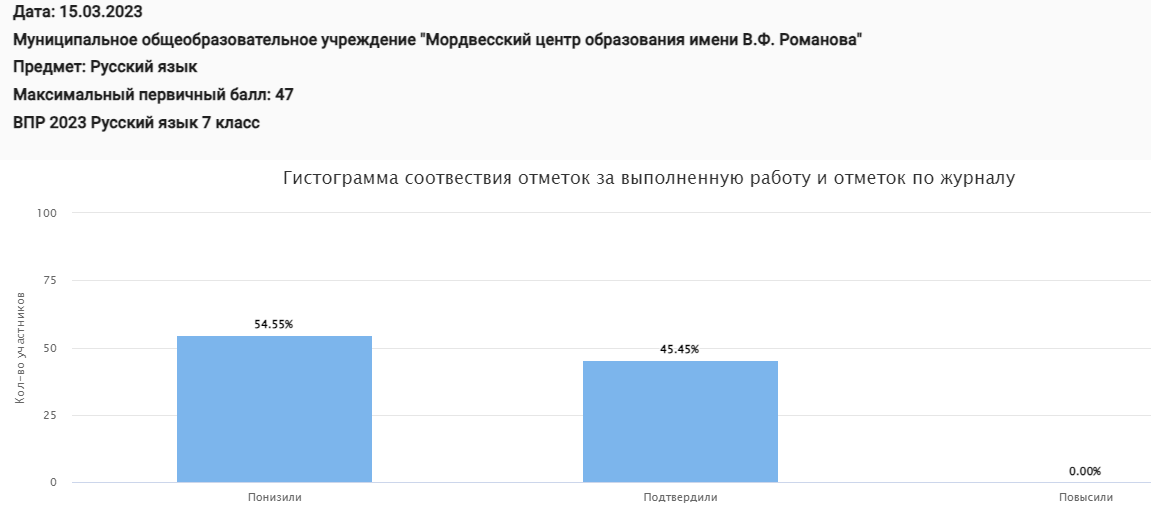 Дата: 15.03.2023
Муниципальное общеобразовательное учреждение "Мордвесский центр образования имени В.Ф. Романова"
Предмет: Русский язык
Максимальный первичный балл: 47
ВПР 2023 Русский язык 7 класс
Гистограмма соотвествия отметок за выполненную работу и отметок по журналу
Кол-во участников
100
75
50
25
0
54.55%
45.45%
0.00%
Понизили
Подтвердили
Повысили